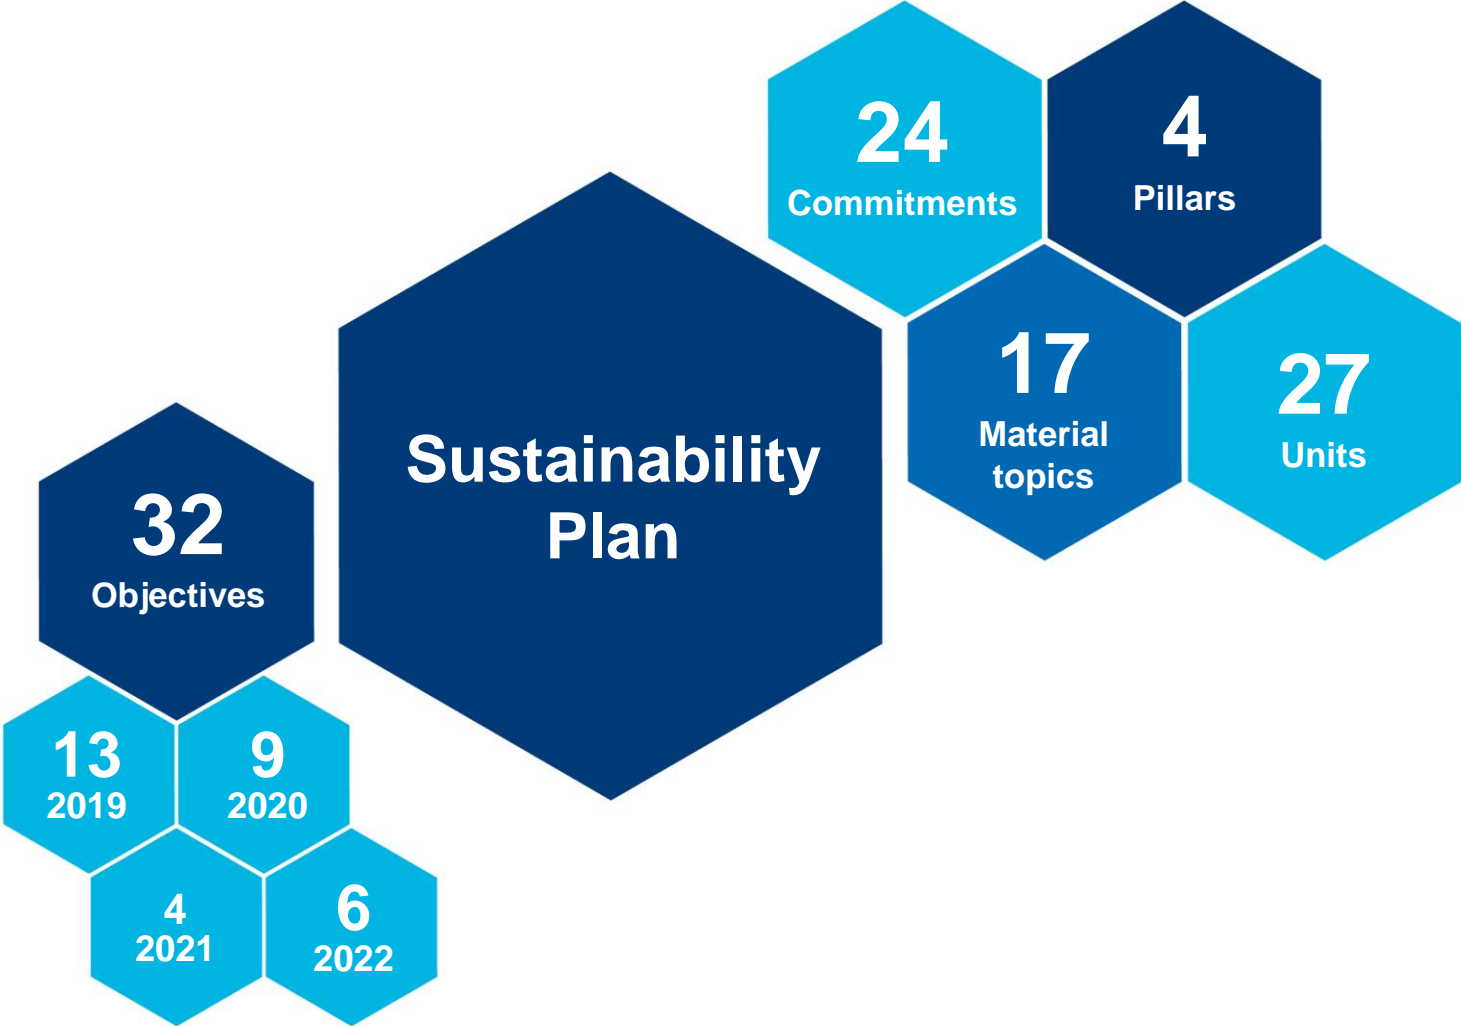 24
Commitments
4
Pillars
17
Material
topics
27
Units
Sustainability
Plan
32
Objectives
13
2019
9
2020
4
2021
6
2022